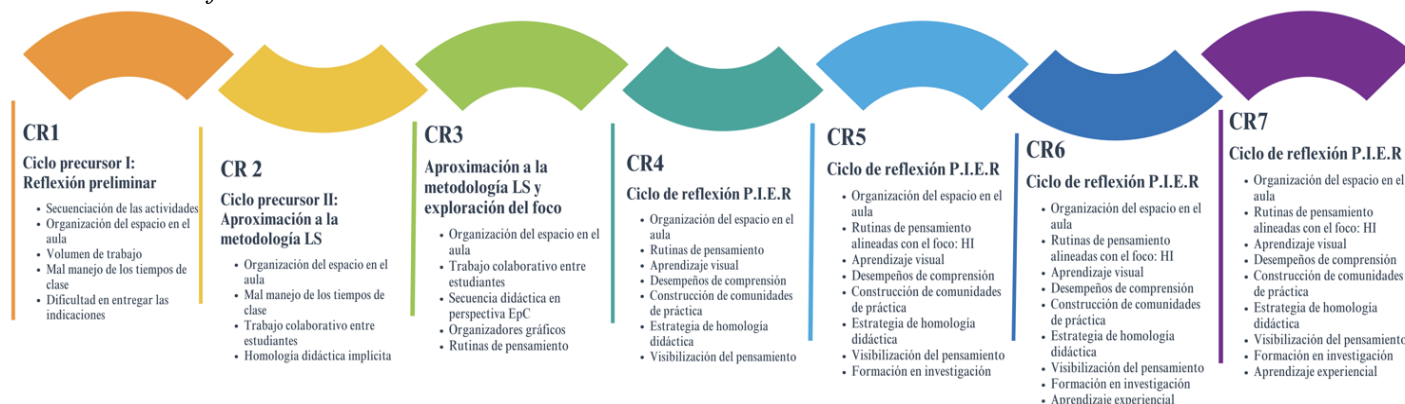 CR1
Ciclo precursor I:
Reflexión preliminar
• Secuenciación de las actividades
• Organización del espacio en el
aula
• Volumen de trabajo
• Mal manejo de los tiempos de
clase
• Dificultad en entregar las
indicaciones
CR 2
Ciclo precursor II:
Aproximación a la
metodología LS
• Organización del espacio en el
aula
• Mal manejo de los tiempos de
clase
• Trabajo colaborativo entre
estudiantes
• Homología didáctica implícita
CR3
Aproximación a la
metodología LS y
exploración del foco
• Organización del espacio en el
aula
• Trabajo colaborativo entre
estudiantes
• Secuencia didáctica en
perspectiva EpC
• Organizadores gráficos
• Rutinas de pensamiento
CR4
Ciclo de reflexión P.I.E.R
• Organización del espacio en el
aula
• Rutinas de pensamiento
• Aprendizaje visual
• Desempeños de comprensión
• Construcción de comunidades
de práctica
• Estrategia de homología
didáctica
• Visibilización del pensamiento
CR5
Ciclo de reflexión P.I.E.R
• Organización del espacio en el
aula
• Rutinas de pensamiento
alineadas con el foco: HI
• Aprendizaje visual
• Desempeños de comprensión
• Construcción de comunidades
de práctica
• Estrategia de homología
didáctica
• Visibilización del pensamiento
• Formación en investigación
CR6
Ciclo de reflexión P.I.E.R
• Organización del espacio en el
aula
• Rutinas de pensamiento
alineadas con el foco: HI
• Aprendizaje visual
• Desempeños de comprensión
• Construcción de comunidades
de práctica
• Estrategia de homología
didáctica
• Visibilización del pensamiento
• Formación en investigación
• Aprendizaje experiencial
CR7
Ciclo de reflexión P.I.E.R
• Organización del espacio en el
aula
• Rutinas de pensamiento
alineadas con el foco: HI
• Aprendizaje visual
• Desempeños de comprensión
• Construcción de comunidades
de práctica
• Estrategia de homología
didáctica
• Visibilización del pensamiento
• Formación en investigación
• Aprendizaje experiencial